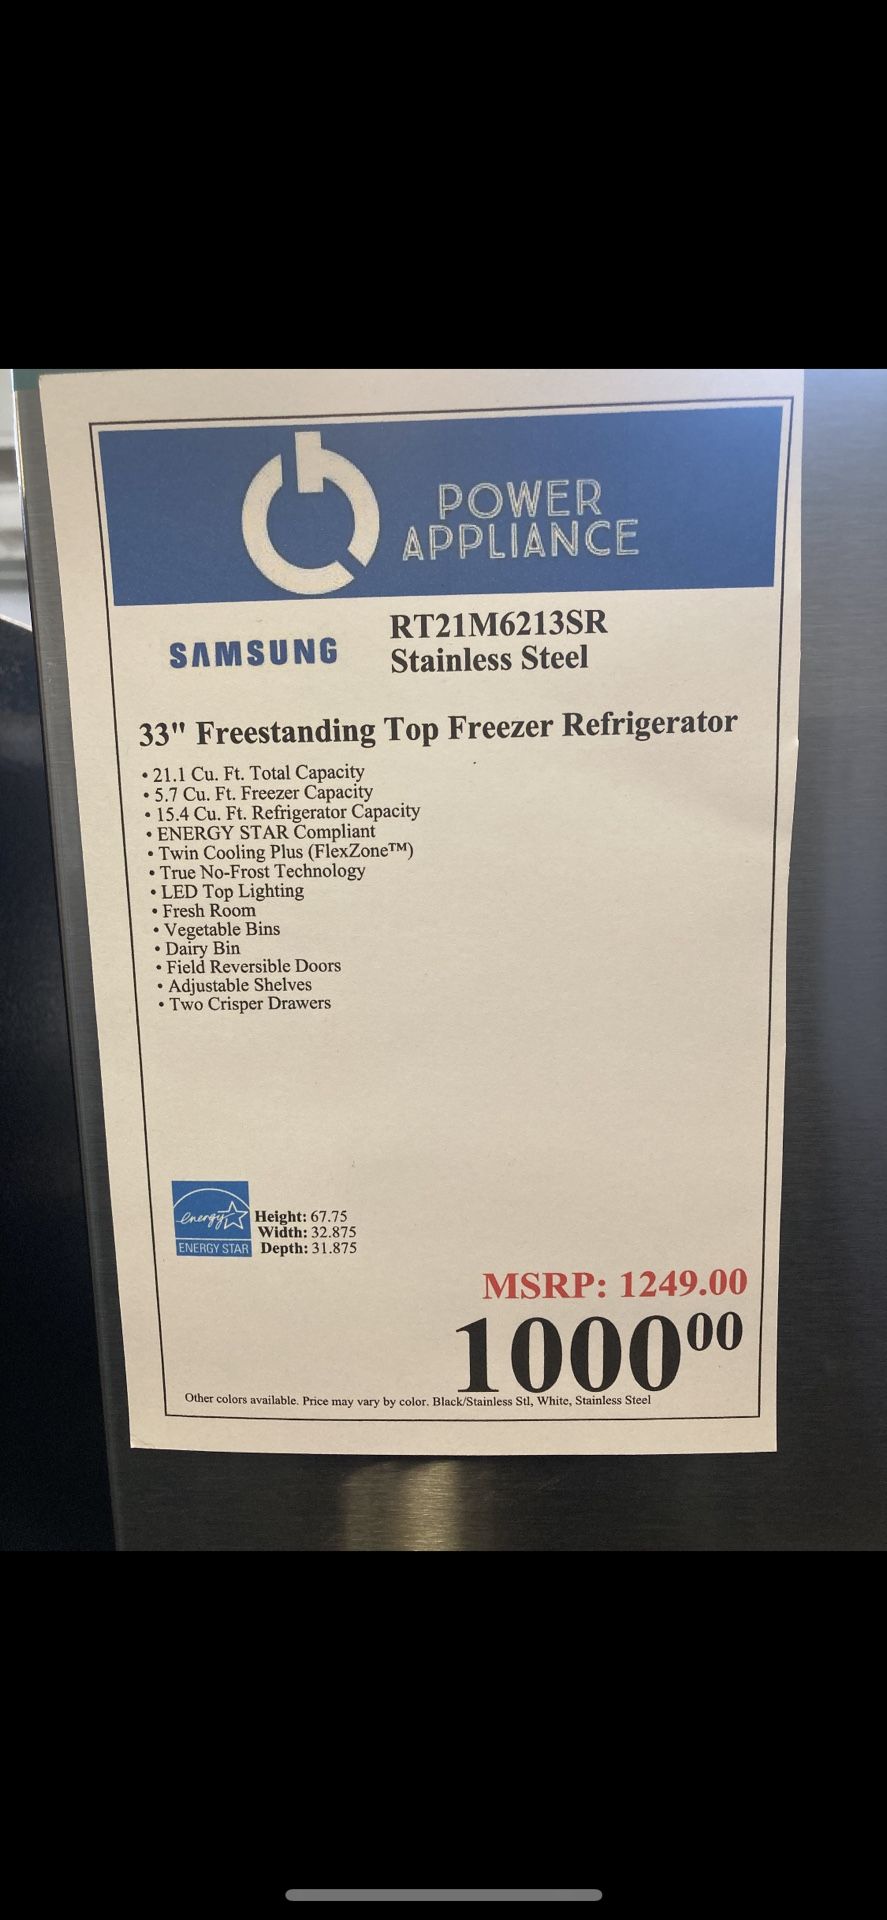 POWER
APPLIANCE
SAMSUNG
RT21M6213SR
Stainless Steel
33" Freestanding Top Freezer Refrigerator
• 21.1 Cu. Ft. Total Capacity
• 5.7 Cu. Ft. Freezer Capacity
• 15.4 Cu. Ft. Refrigerator Capacity
• ENERGY STAR Compliant
• Twin Cooling Plus (FlexZone™)
• True No-Frost Technology
• LED Top Lighting
• Fresh Room
• Vegetable Bins
• Dairy Bin
• Field Reversible Doors
• Adjustable Shelves
• Two Crisper Drawers
energy
ENERGY STAR
Height: 67.75
Width: 32.875
Depth: 31.875
MSRP: 1249.00
1000 00
Other colors available. Price may vary by color. Black/Stainless Stl, White, Stainless Steel